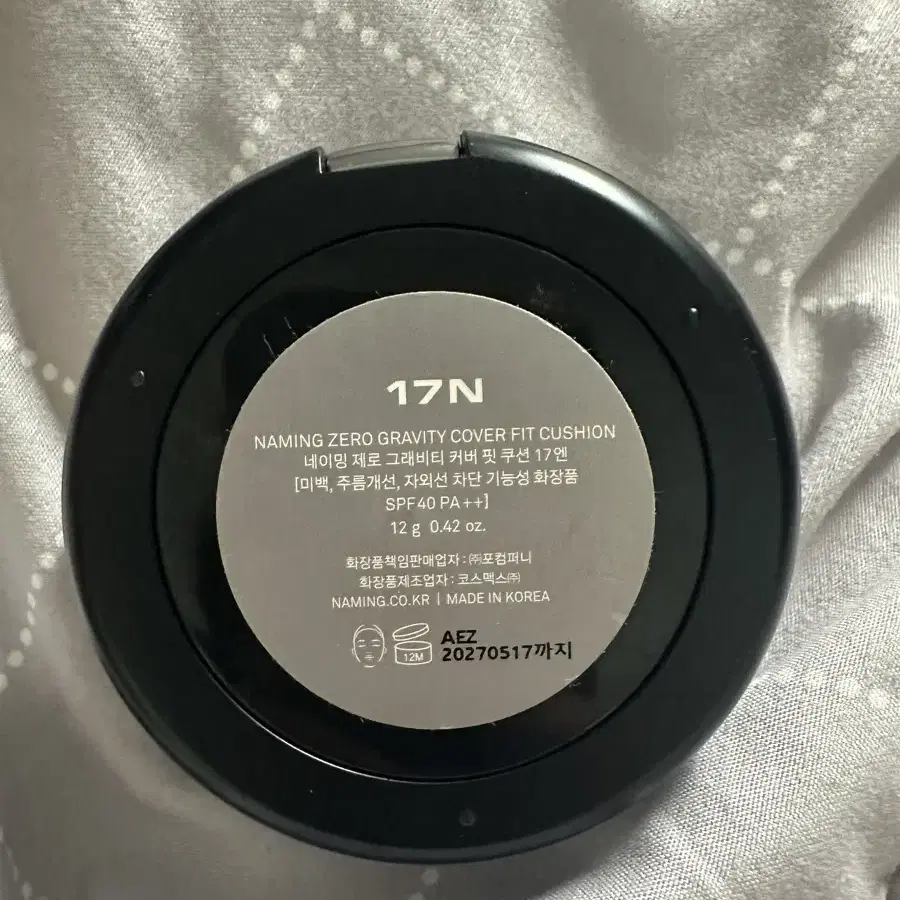 17N
NAMING ZERO GRAVITY COVER FIT CUSHION
네이밍 제로 그래비티 커버 핏 쿠션 17엔
[미백, 주름개선, 자외선 차단 기능성 화장품
SPF40 PA++]
12 g 0.42 oz.
화장품책임판매업자 : ㈜포컴퍼니
화장품제조업자 : 코스맥스㈜
NAMING.CO.KR | MADE IN KOREA
12M
AEZ
20270517까지